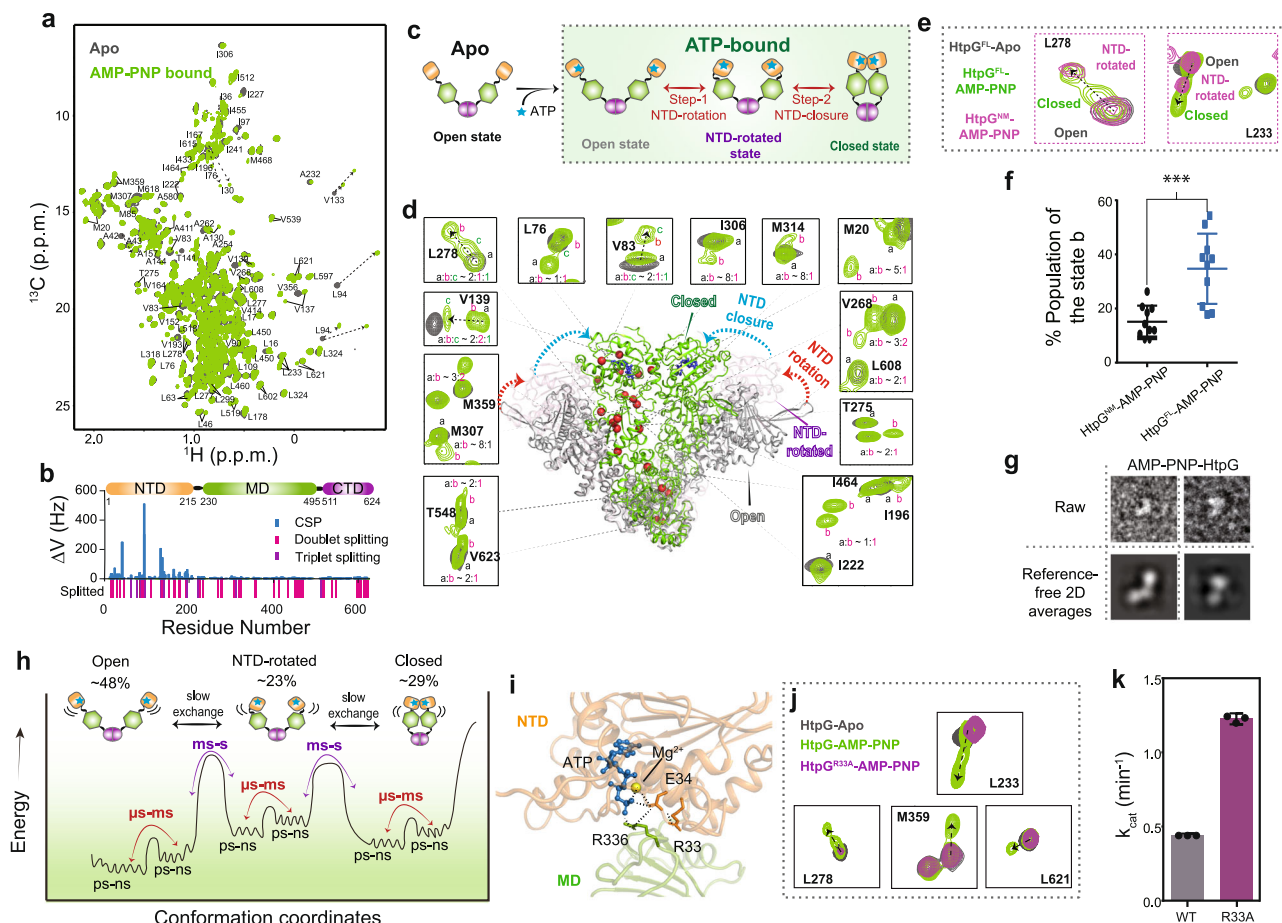 a
Apo
AMP-PNP bound
I306
I512
I227
I36
I455
I97
I167
I615
I241
I433
M468
I464
I196
I76
I222
I30
A232
V133
M359
M307
M618
M85
A580
V539
M20
A42
A43
A411
V83
A262
A130
A157
A144
T141
A254
T275
V139
V268
L621
L597
V164
L608
V356
L94
L277
V137
V83
V152
V414
L17
L518
L94
V193
V90
L450
L16
L318
L278
L450
L324
L76
L109
L233
L621
L460
L63
L277
L299
L602
L324
L519
L178
L46
10
15
20
25
2.0
1.0
0
¹³C (p.p.m.)
¹H (p.p.m.)
b
NTD
MD
CTD
1
215
230
495
511
624
600
400
200
0
ΔV (Hz)
CSP
Doublet splitting
Triplet splitting
Splitted
0
200
400
600
Residue Number
c
Apo
ATP-bound
Open state
ATP
Step-1
NTD-rotation
Step-2
NTD-closure
Open state
NTD-rotated
state
Closed state
d
b
c
L278
a
a:b:c ~ 2:1:1
L76
a
b
c
a:b ~ 1:1
c
b
V83
a
a:b:c ~ 2:1:1
I306
b
a
a:b ~ 8:1
M314
b
a
a:b ~ 8:1
M20
a
b
a:b ~ 5:1
V139
c
b
a
a:b:c ~ 2:2:1
Closed
NTD
closure
NTD
rotation
NTD-
rotated
Open
V268
a
b
a:b ~ 3:2
L608
a
b
a:b ~ 2:1
a:b ~ 3:2
b
a
M359
M307
a
a:b ~ 8:1
b
T275
a
b
a:b ~ 2:1
a:b ~ 2:1
T548
b
a
b
V623
a
a:b ~ 2:1
I464
a
b
I196
b
a:b ~ 1:1
a
I222
e
HtpG^FL-Apo
HtpG^FL-
AMP-PNP
HtpG^NM-
AMP-PNP
L278
NTD-
rotated
Closed
Open
Open
NTD-
rotated
Closed
L233
f
***
60
40
20
0
% Population of
the state b
HtpG^NM-AMP-PNP
HtpG^FL-AMP-PNP
g
AMP-PNP-HtpG
Raw
Reference-
free 2D
averages
h
Open
~48%
NTD-rotated
~23%
Closed
~29%
slow
exchange
slow
exchange
ms-s
ms-s
μs-ms
μs-ms
μs-ms
ps-ns
ps-ns
ps-ns
ps-ns
ps-ns
ps-ns
Energy
Conformation coordinates
i
NTD
ATP
Mg²⁺
E34
R336
R33
MD
j
HtpG-Apo
HtpG-AMP-PNP
HtpG^R33A-AMP-PNP
L233
L278
M359
L621
k
1.5
1.0
0.5
0.0
k_cat (min⁻¹)
WT
R33A